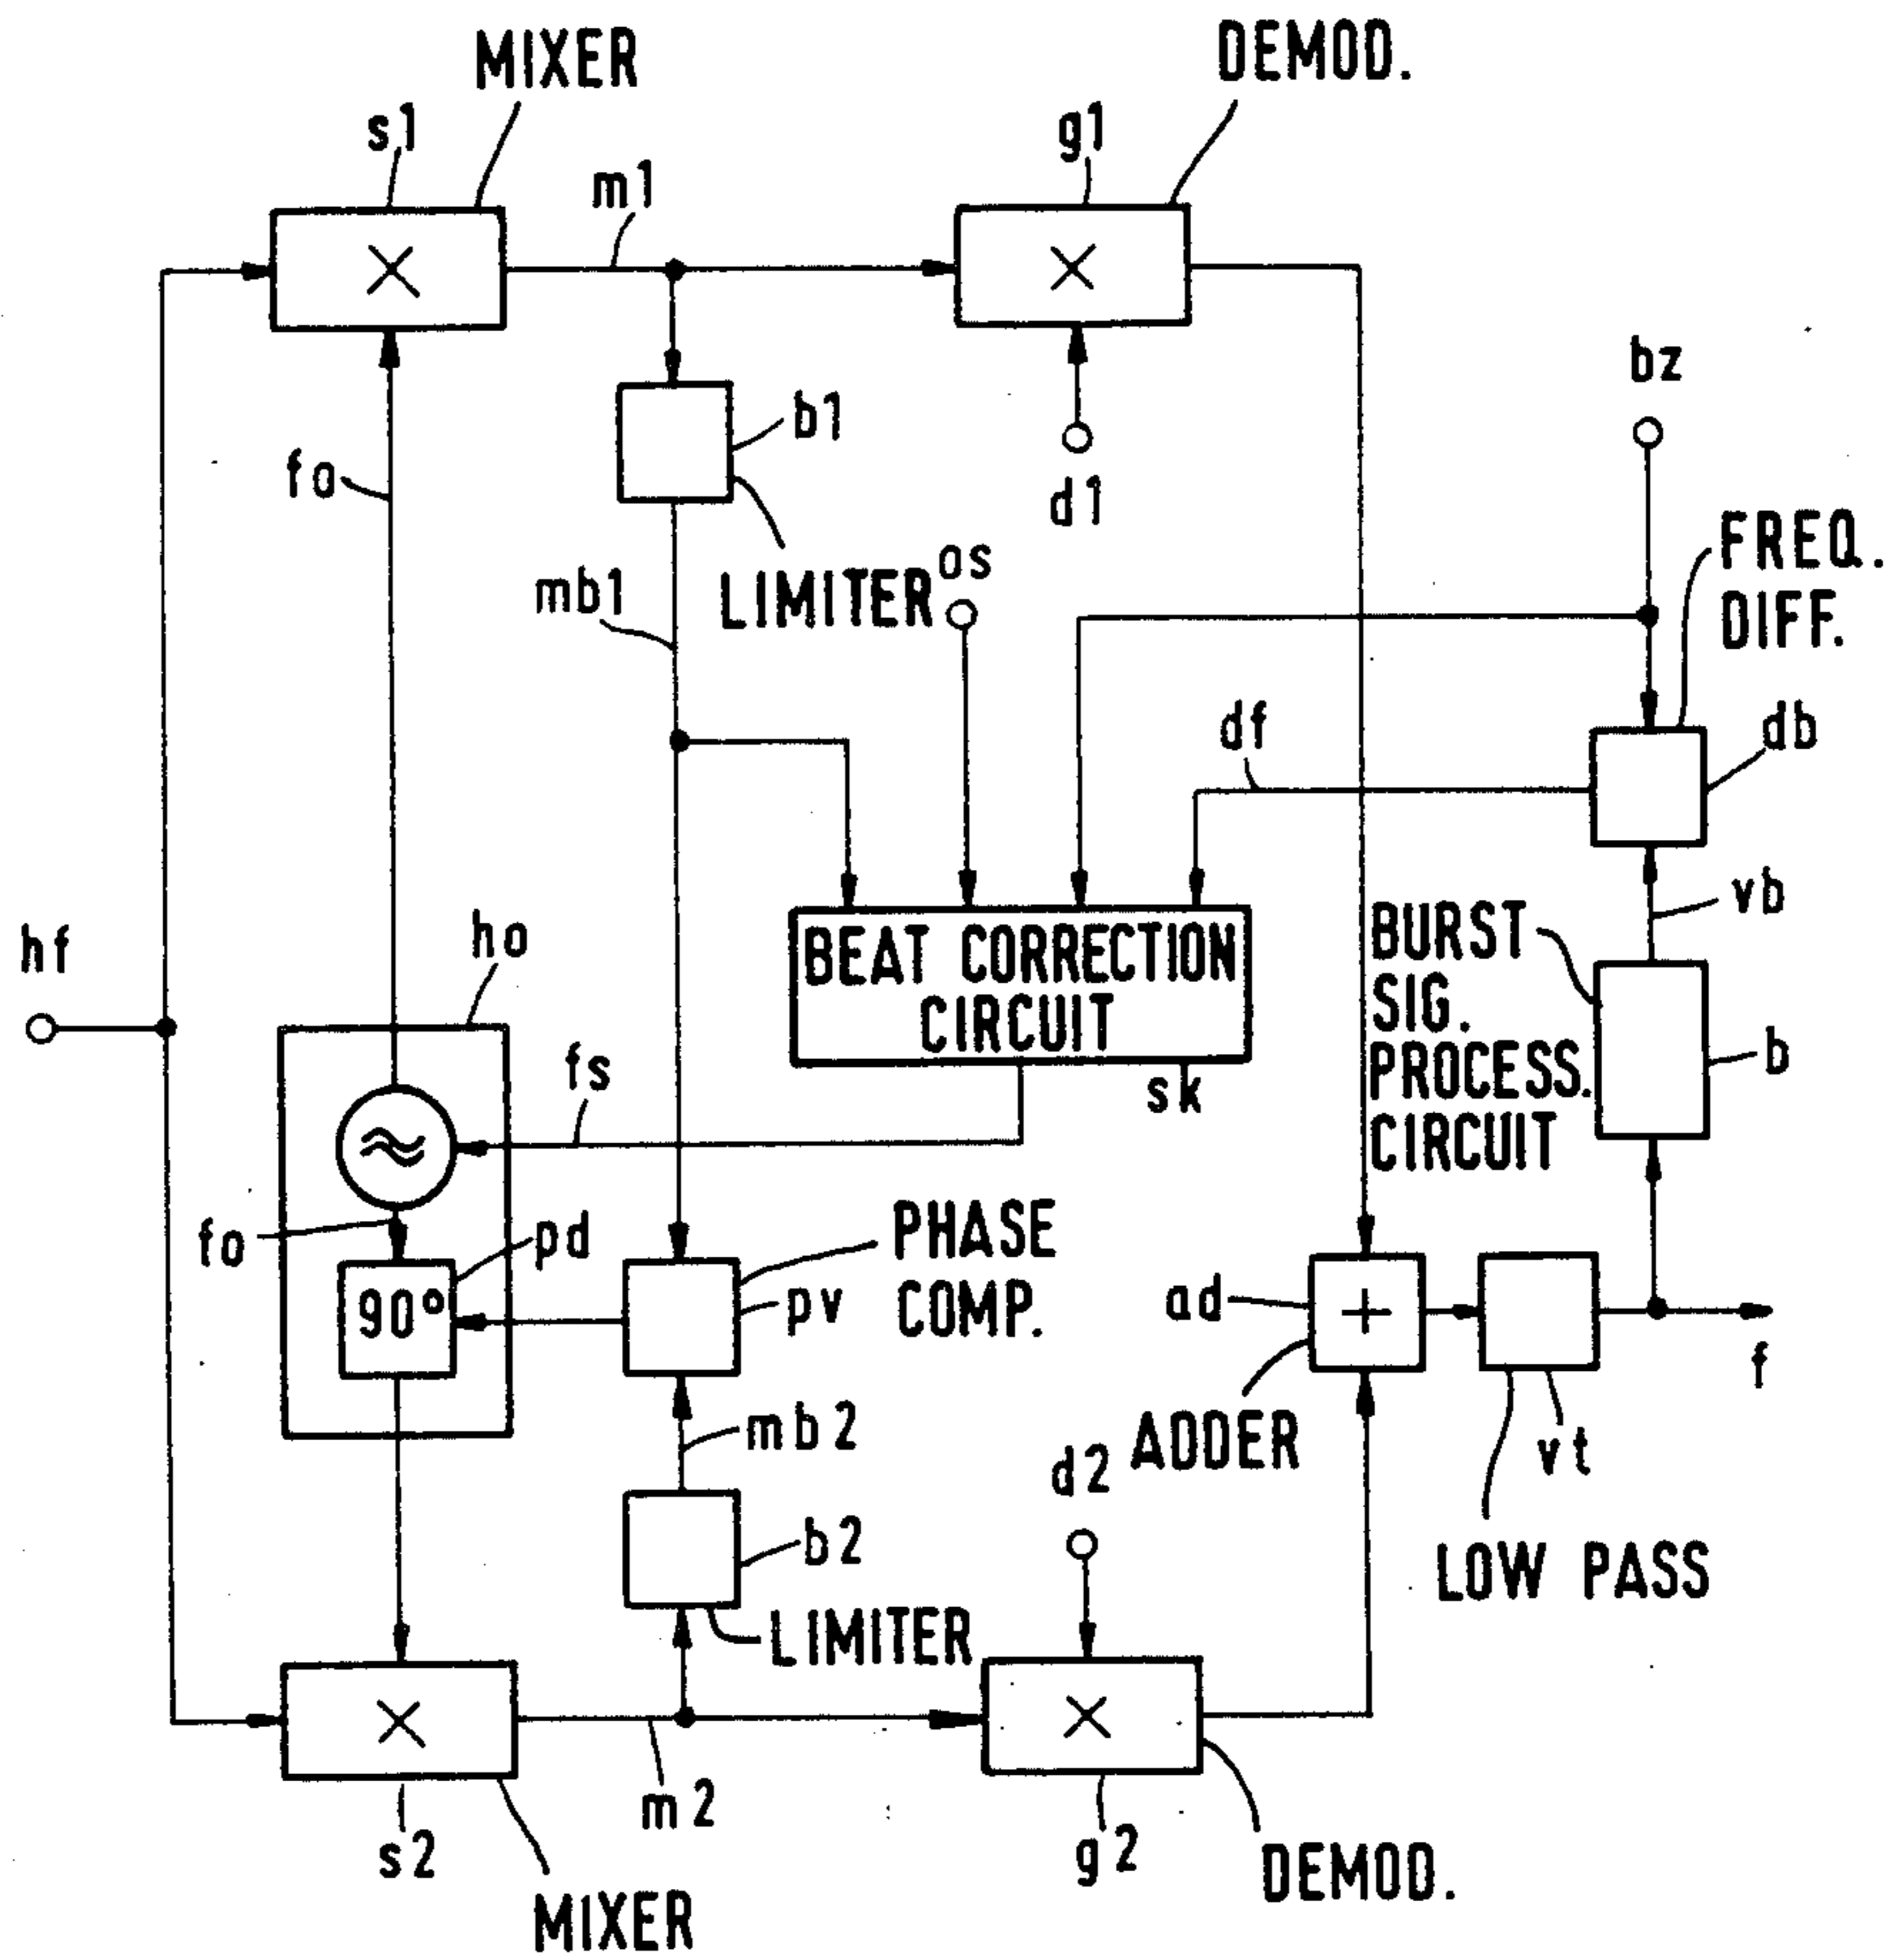 MIXER
DEMOD.
s1
g1
m1
bz
b1
fo
d1
FREQ.
DIFF.
os
mb1
LIMITER
df
db
vb
ho
hf
BEAT CORRECTION
CIRCUIT
BURST
SIG.
PROCESS.
CIRCUIT
b
fs
sk
fo
pd
PHASE
COMP.
90°
pv
ad
+
f
mb2
ADDER
vt
d2
b2
LOW PASS
LIMITER
m2
s2
g2
MIXER
DEMOD.